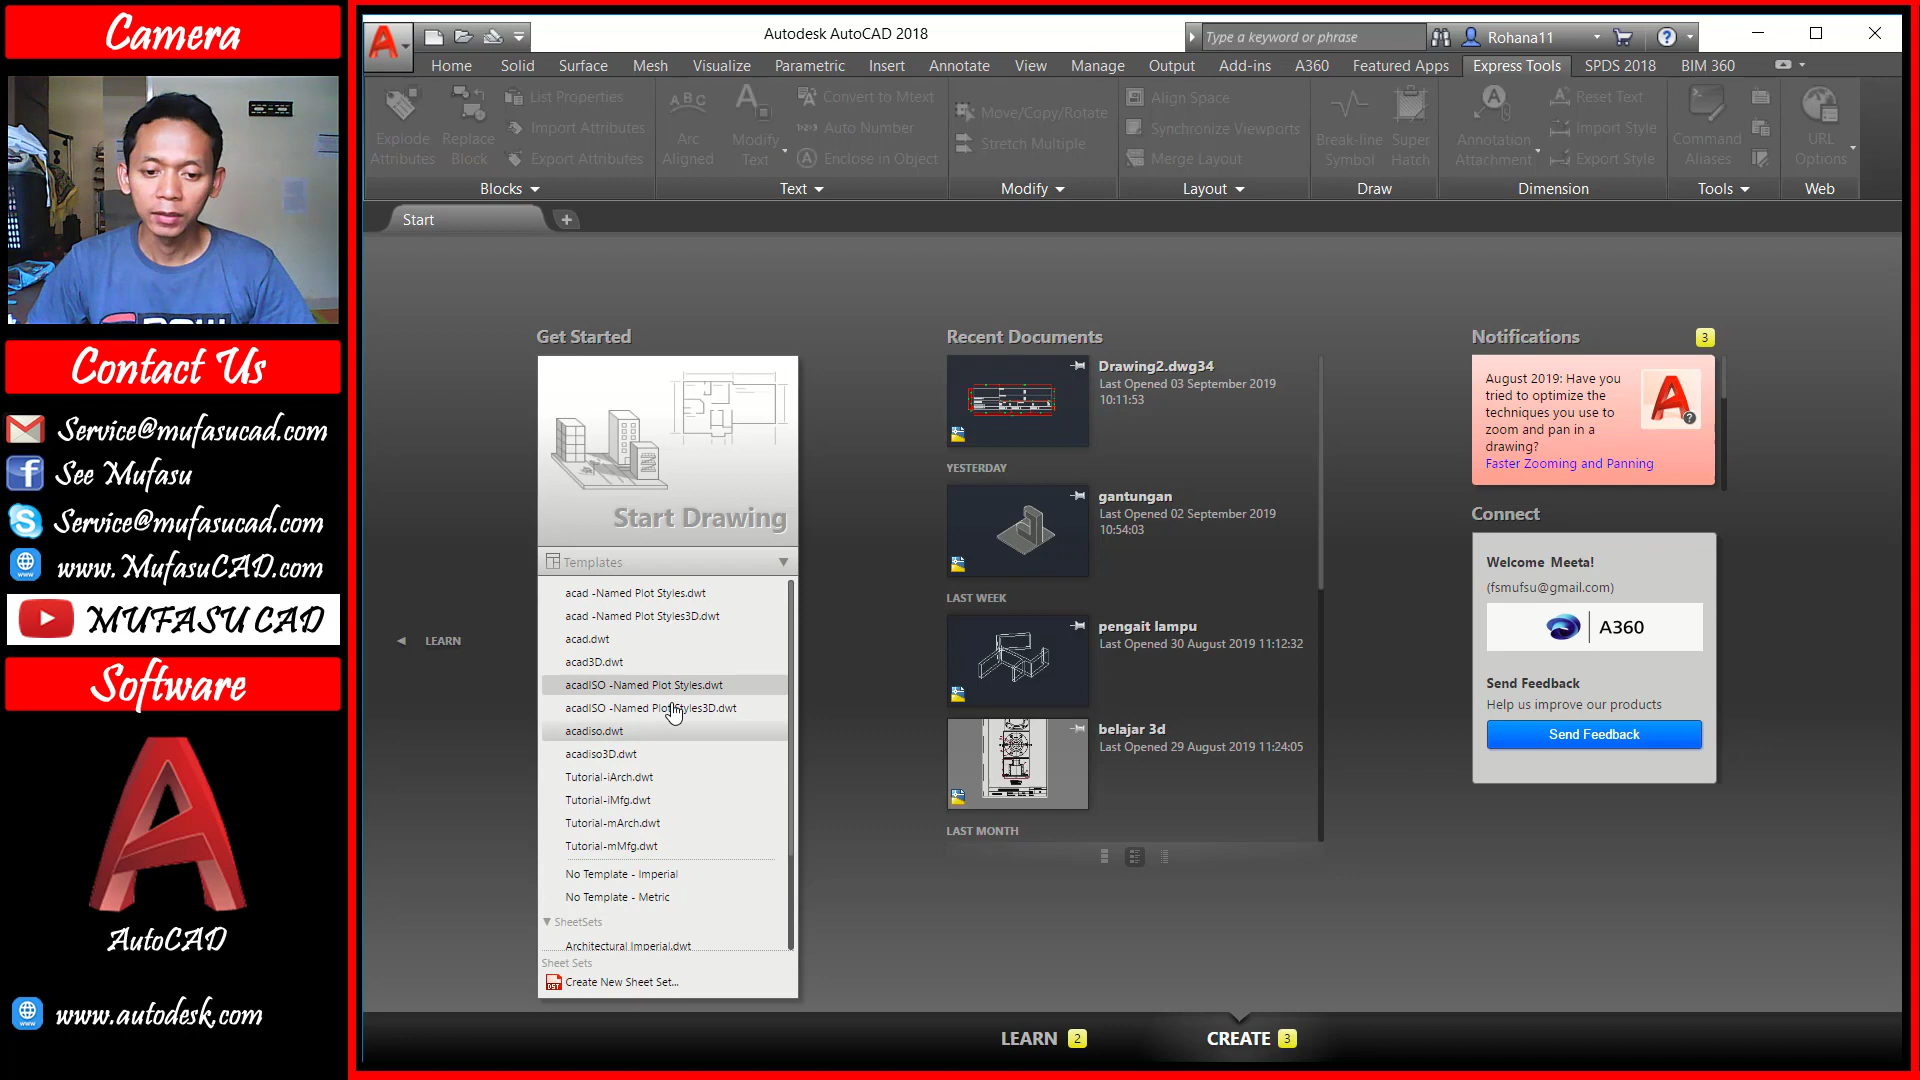 Camera
Contact Us
Service@mufasucad.com
See Mufasu
Service@mufasucad.com
www.MufasuCAD.com
MUFASU CAD
Software
AutoCAD
www.autodesk.com
Autodesk AutoCAD 2018
Type a keyword or phrase
Rohana11
Home Solid Surface Mesh Visualize Parametric Insert Annotate View Manage Output Add-ins A360 Featured Apps Express Tools SPDS 2018 BIM 360
Explode Attributes
Replace Block
List Properties
Import Attributes
Export Attributes
Blocks
Arc Aligned
Modify Text
Convert to Mtext
Auto Number
Enclose in Object
Text
Move/Copy/Rotate
Stretch Multiple
Modify
Align Space
Synchronize Viewports
Merge Layout
Layout
Break-line Symbol
Super Hatch
Draw
Annotation Attachment
Reset Text
Import Style
Export Style
Dimension
Command Aliases
Tools
URL Options
Web
Start
LEARN
Get Started
Start Drawing
Templates
acad -Named Plot Styles.dwt
acad -Named Plot Styles3D.dwt
acad.dwt
acad3D.dwt
acadISO -Named Plot Styles.dwt
acadISO -Named Plot Styles3D.dwt
acadiso.dwt
acadiso3D.dwt
Tutorial-iArch.dwt
Tutorial-iMfg.dwt
Tutorial-mArch.dwt
Tutorial-mMfg.dwt
No Template - Imperial
No Template - Metric
SheetSets
Architectural Imperial.dwt
Sheet Sets
Create New Sheet Set...
Recent Documents
Drawing2.dwg34
Last Opened 03 September 2019
10:11:53
YESTERDAY
gantungan
Last Opened 02 September 2019
10:54:03
LAST WEEK
pengait lampu
Last Opened 30 August 2019 11:12:32
belajar 3d
Last Opened 29 August 2019 11:24:05
LAST MONTH
Notifications 3
August 2019: Have you
tried to optimize the
techniques you use to
zoom and pan in a
drawing?
Faster Zooming and Panning
Connect
Welcome Meeta!
(fsmufsu@gmail.com)
A360
Send Feedback
Help us improve our products
Send Feedback
LEARN 2
CREATE 3